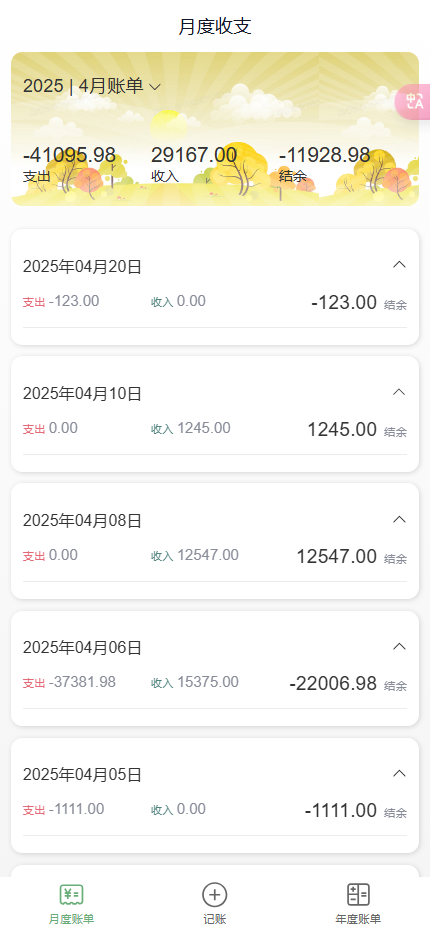 月度收支
2025 | 4月账单
-41095.98 29167.00 -11928.98
支出 收入 结余
2025年04月20日
支出 -123.00 收入 0.00 -123.00 结余
2025年04月10日
支出 0.00 收入 1245.00 1245.00 结余
2025年04月08日
支出 0.00 收入 12547.00 12547.00 结余
2025年04月06日
支出 -37381.98 收入 15375.00 -22006.98 结余
2025年04月05日
支出 -1111.00 收入 0.00 -1111.00 结余
月度账单 记账 年度账单